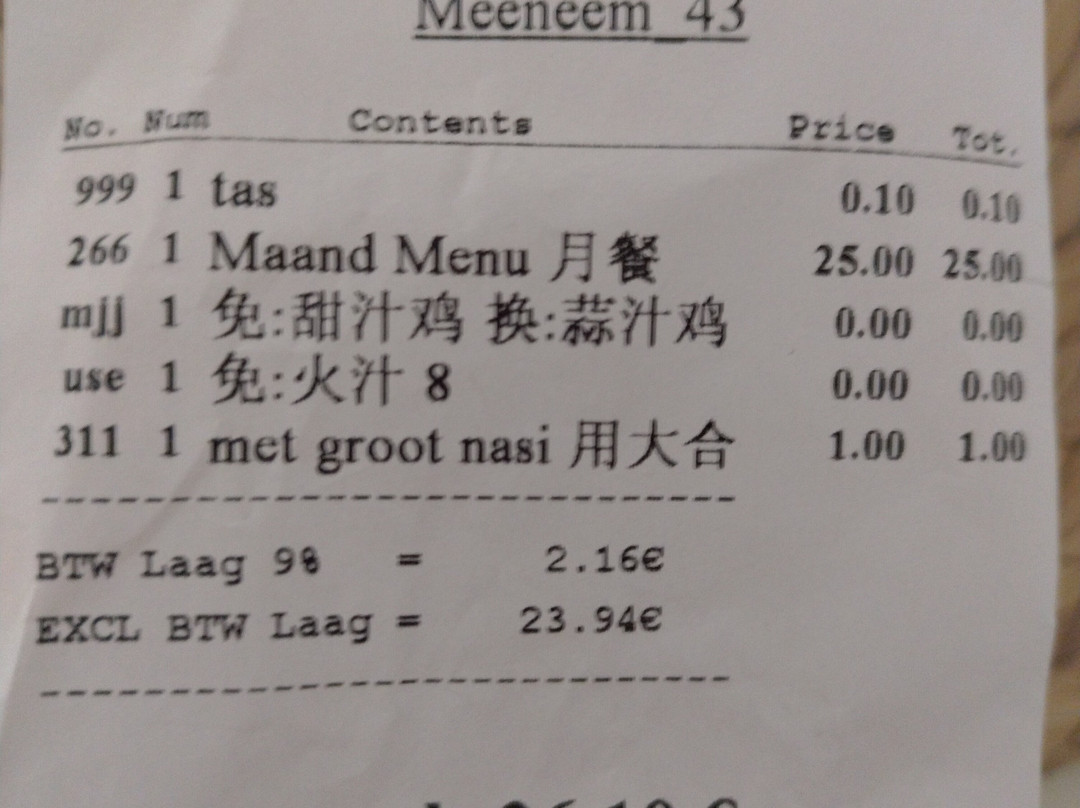 Meeneem_43
No. Num Contents Price Tot.
999 1 tas 0.10 0.10
266 1 Maand Menu 月餐 25.00 25.00
mjj 1 免:甜汁鸡 换:蒜汁鸡 0.00 0.00
use 1 免:火汁 8 0.00 0.00
311 1 met groot nasi 用大合 1.00 1.00
------------------------------
BTW Laag 9% = 2.16€
EXCL BTW Laag = 23.94€
------------------------------